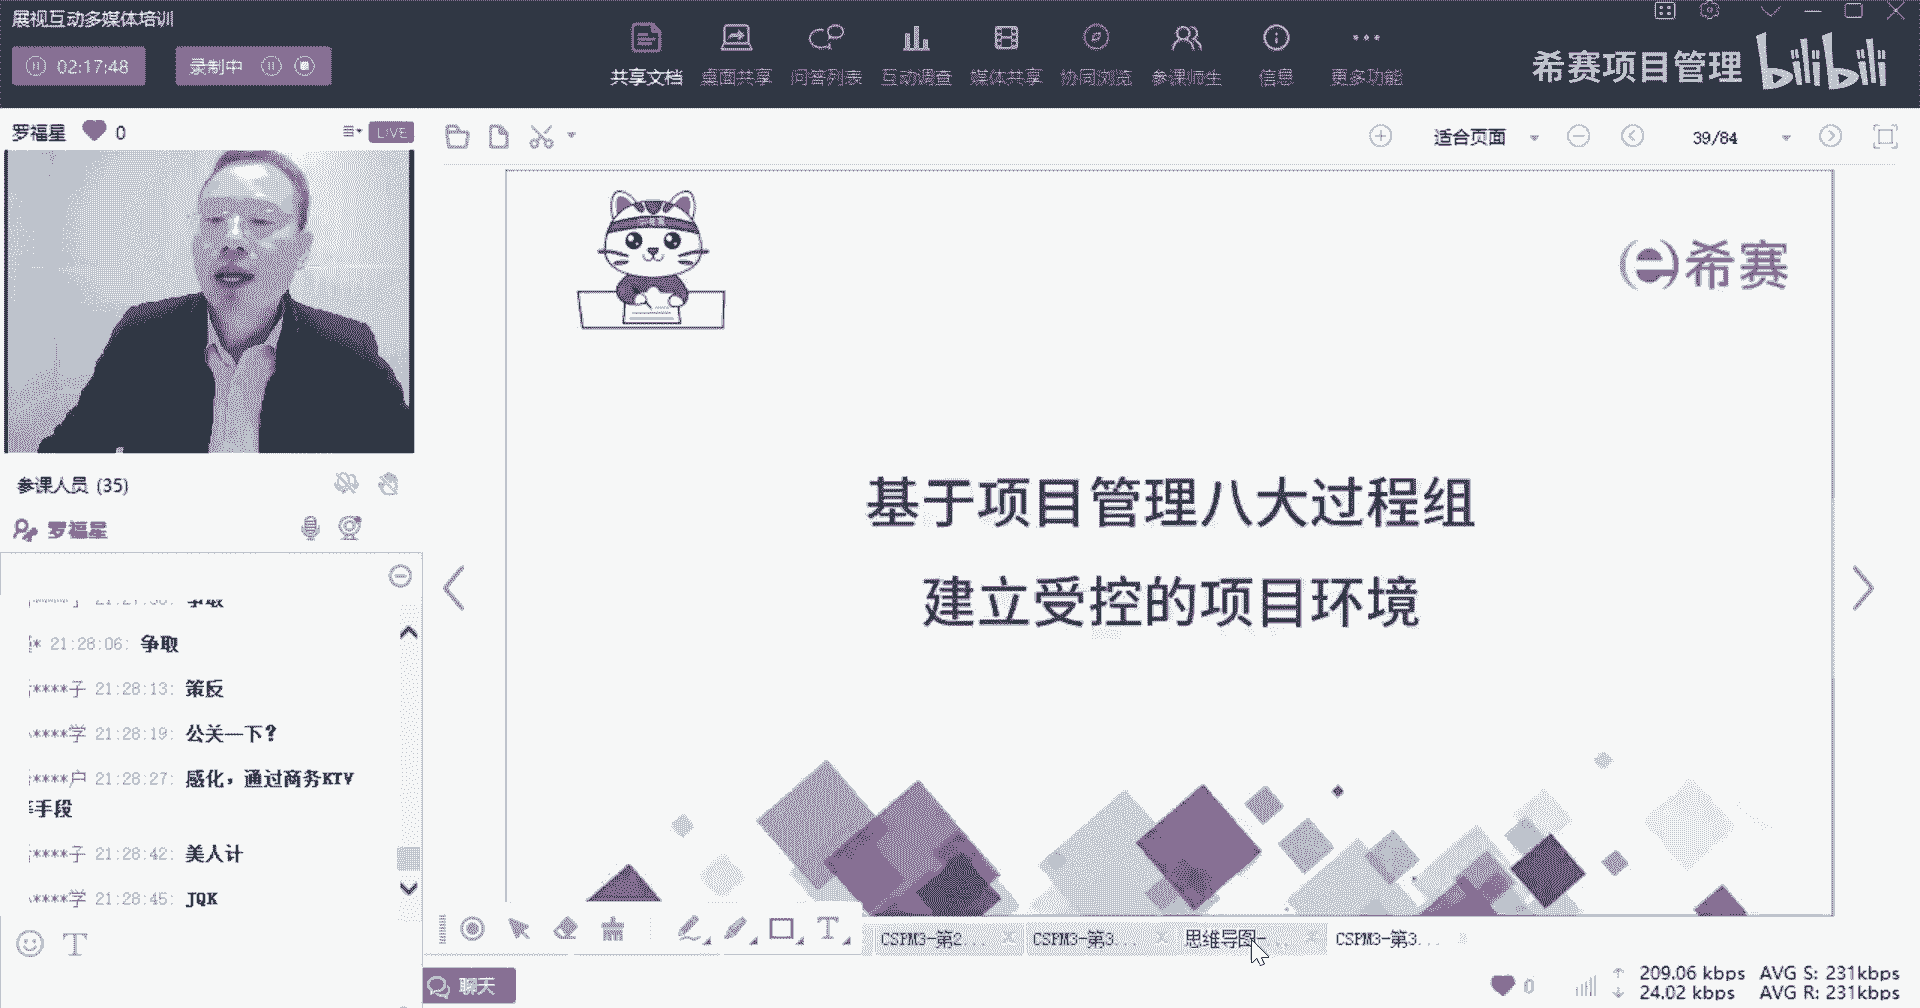 展视互动多媒体培训
02:17:48
录制中
共享文档
桌面共享
问答列表
互动调查
媒体共享
协同浏览
参课师生
信息
更多功能
希赛项目管理 bilibili
罗福星 0
LIVE
适合页面
39/84
e希赛
参课人员 (35)
罗福星
基于项目管理八大过程组
建立受控的项目环境
争取
* 21:28:06: 争取
****子 21:28:13: 策反
****学 21:28:19: 公关一下？
****户 21:28:27: 感化，通过商务KTV
手段
****子 21:28:42: 美人计
****学 21:28:45: JQK
CSPM3-第2...
CSPM3-第3...
思维导图-...
CSPM3-第3...
聊天
0
209.06 kbps AVG S: 231kbps
24.02 kbps AVG R: 231kbps